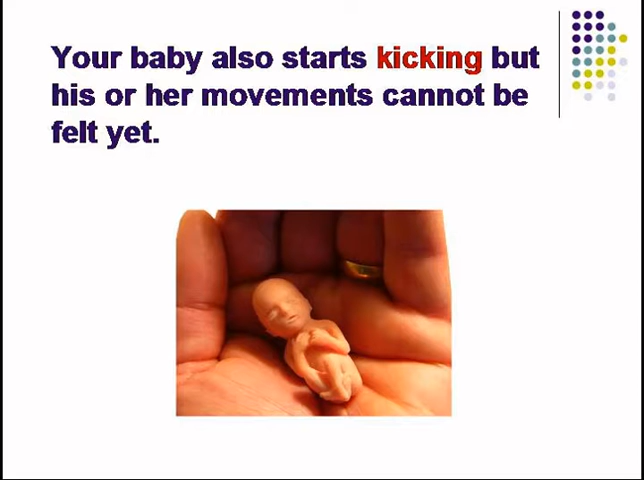 Your baby also starts kicking but
his or her movements cannot be
felt yet.